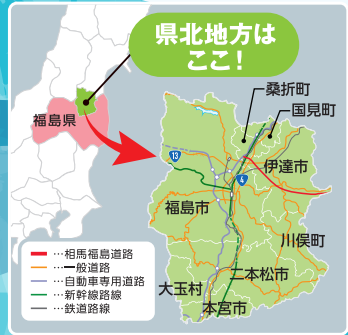 県北地方は
ここ！
福島県
桑折町
国見町
伊達市
13
4
福島市
川俣町
二本松市
大玉村
本宮市
…相馬福島道路
…一般道路
…自動車専用道路
…新幹線路線
…鉄道路線